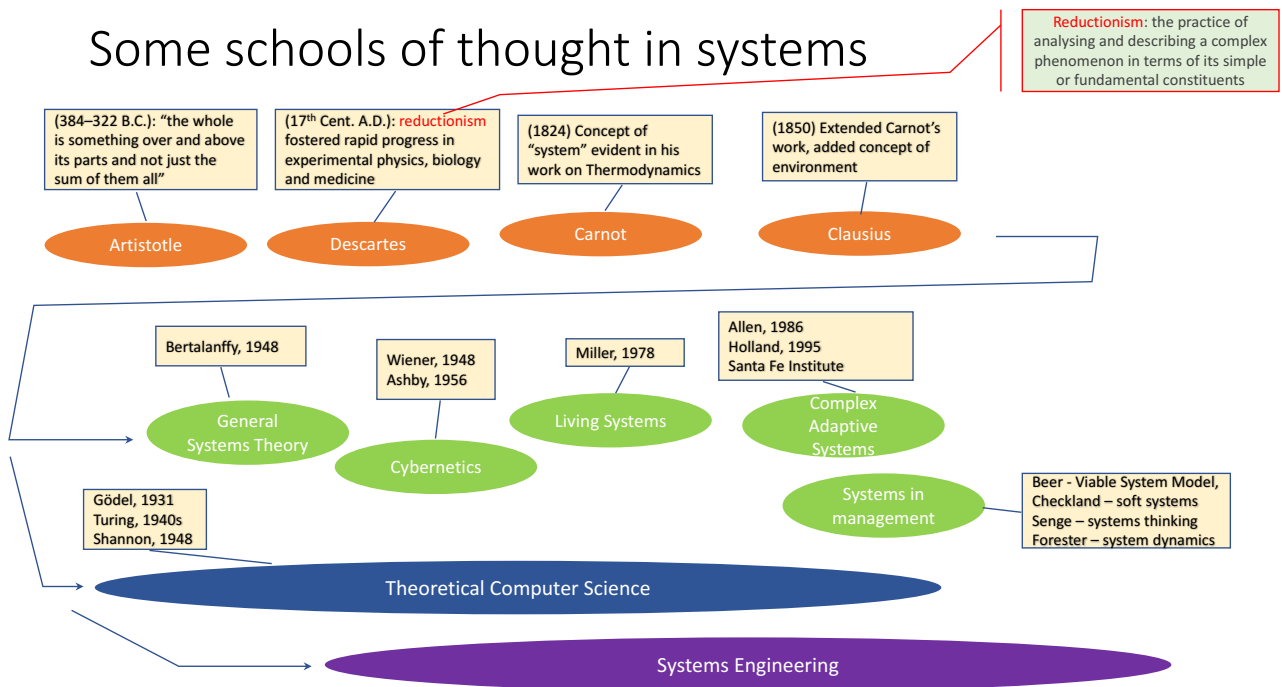 Some schools of thought in systems
Reductionism: the practice of
analysing and describing a complex
phenomenon in terms of its simple
or fundamental constituents
(384–322 B.C.): “the whole
is something over and above
its parts and not just the
sum of them all”
(17th Cent. A.D.): reductionism
fostered rapid progress in
experimental physics, biology
and medicine
(1824) Concept of
“system” evident in his
work on Thermodynamics
(1850) Extended Carnot’s
work, added concept of
environment
Artistotle
Descartes
Carnot
Clausius
Bertalanffy, 1948
Wiener, 1948
Ashby, 1956
Miller, 1978
Allen, 1986
Holland, 1995
Santa Fe Institute
General
Systems Theory
Cybernetics
Living Systems
Complex
Adaptive
Systems
Systems in
management
Beer - Viable System Model,
Checkland – soft systems
Senge – systems thinking
Forester – system dynamics
Gödel, 1931
Turing, 1940s
Shannon, 1948
Theoretical Computer Science
Systems Engineering